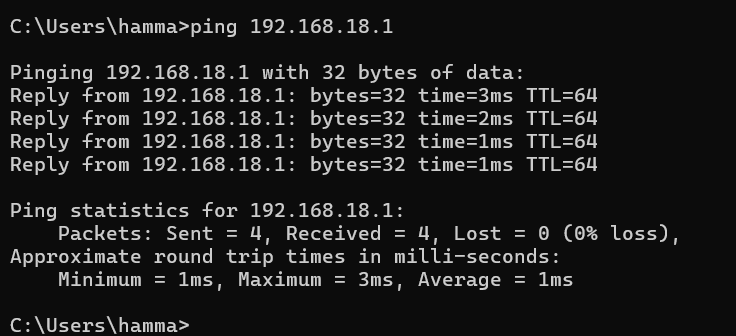 C:\Users\hamma>ping 192.168.18.1
Pinging 192.168.18.1 with 32 bytes of data:
Reply from 192.168.18.1: bytes=32 time=3ms TTL=64
Reply from 192.168.18.1: bytes=32 time=2ms TTL=64
Reply from 192.168.18.1: bytes=32 time=1ms TTL=64
Reply from 192.168.18.1: bytes=32 time=1ms TTL=64
Ping statistics for 192.168.18.1:
    Packets: Sent = 4, Received = 4, Lost = 0 (0% loss),
Approximate round trip times in milli-seconds:
    Minimum = 1ms, Maximum = 3ms, Average = 1ms
C:\Users\hamma>